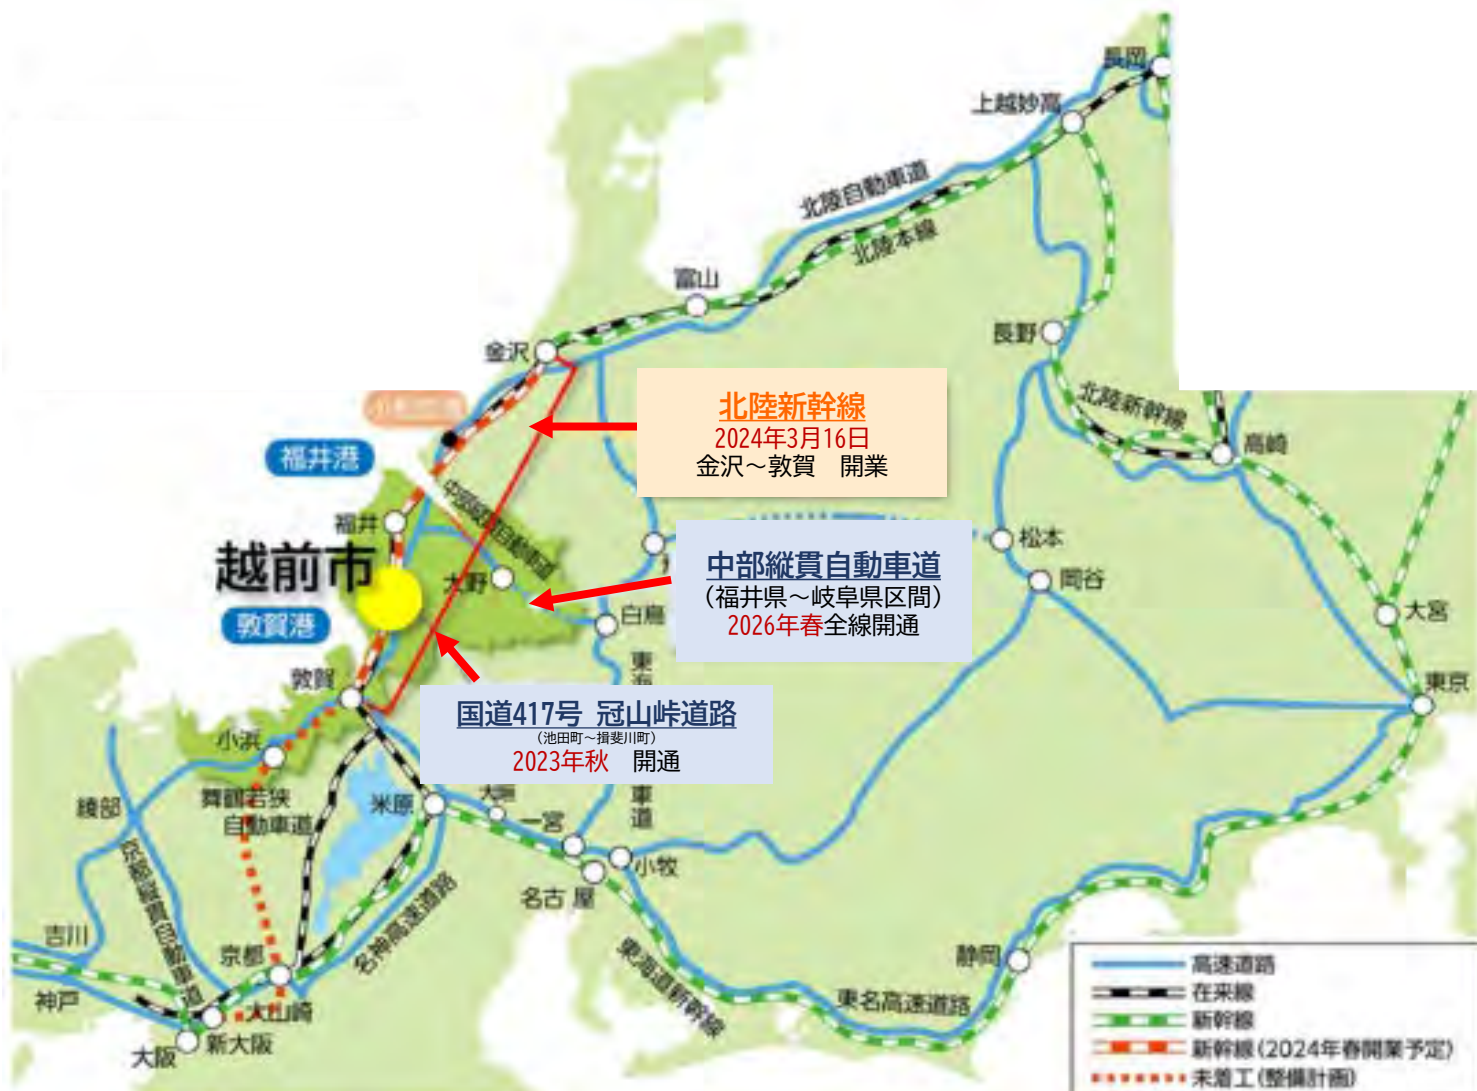 長岡
上越妙高
北陸自動車道
北陸本線
富山
金沢
長野
北陸新幹線
高崎
北陸新幹線
2024年3月16日
金沢～敦賀　開業
福井港
中部縦貫自動車道
福井
越前市
大野
中部縦貫自動車道
（福井県～岐阜県区間）
2026年春全線開通
松本
岡谷
大宮
敦賀港
白鳥
東海
敦賀
東京
国道417号 冠山峠道路
（池田町～揖斐川町）
2023年秋　開通
小浜
舞鶴若狭
自動車道
綾部
米原
大垣
一宮
車道
小牧
名古屋
京都縦貫自動車道
名神高速道路
吉川
京都
神戸
大山崎
新大阪
大阪
東海道新幹線
東名高速道路
静岡
高速道路
在来線
新幹線
新幹線(2024年春開業予定)
未着工(整備計画)